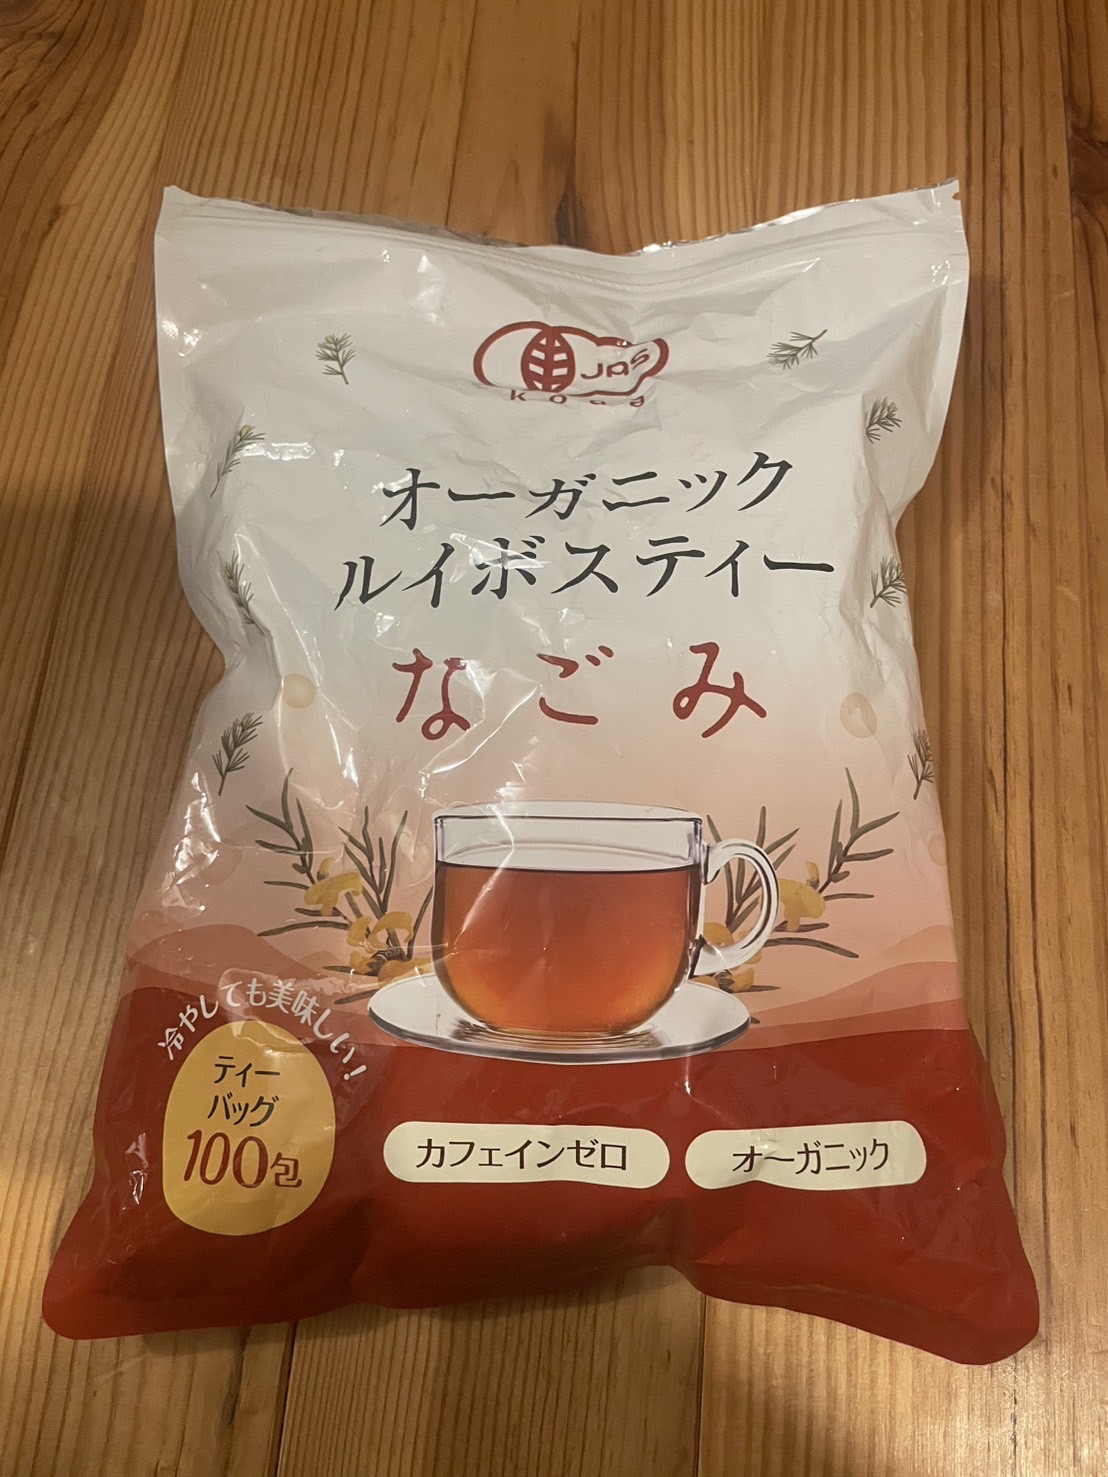 JAS
オーガニック
ルイボスティー
なごみ
冷やしても美味しい!
ティー
バッグ
100包
カフェインゼロ
オーガニック